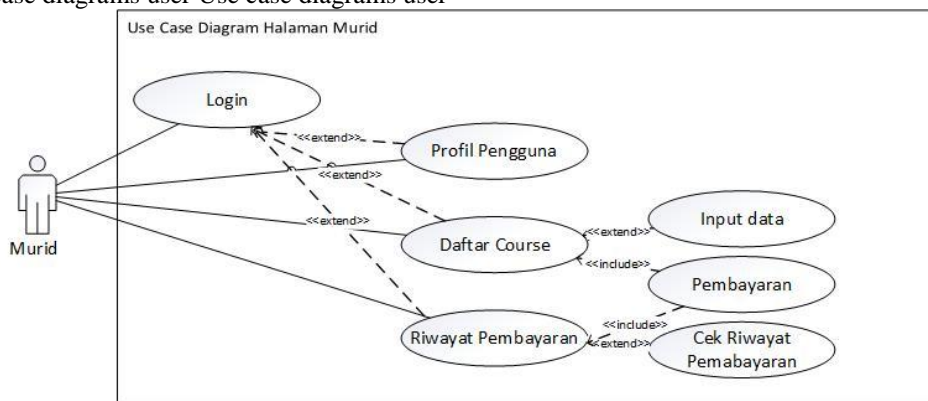 ase diagrams user Use case diagrams user
Use Case Diagram Halaman Murid
Login
<<extend>>
Profil Pengguna
<<extend>>
<<extend>>
Murid
Daftar Course
<<extend>>
Input data
<<include>>
Pembayaran
Riwayat Pembayaran
<<include>>
<<extend>>
Cek Riwayat
Pemabayaran